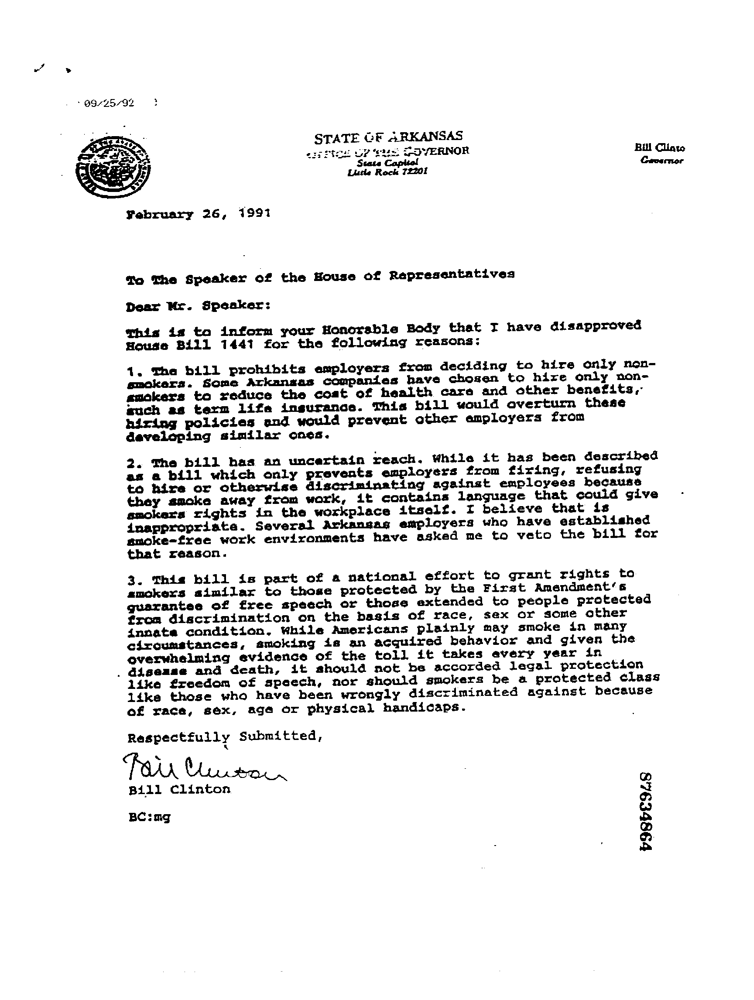 09/25/92
STATE OF ARKANSAS
OFFICE OF THE GOVERNOR
State Capitol
Little Rock 72201
Bill Clinto
Governor
February 26, 1991
To The Speaker of the House of Representatives
Dear Mr. Speaker:
This is to inform your Honorable Body that I have disapproved
House Bill 1441 for the following reasons:
1. The bill prohibits employers from deciding to hire only non-
smokers. Some Arkansas companies have chosen to hire only non-
smokers to reduce the cost of health care and other benefits,
such as term life insurance. This bill would overturn these
hiring policies and would prevent other employers from
developing similar ones.
2. The bill has an uncertain reach. While it has been described
as a bill which only prevents employers from firing, refusing
to hire or otherwise discriminating against employees because
they smoke away from work, it contains language that could give
smokers rights in the workplace itself. I believe that is
inappropriate. Several Arkansas employers who have established
smoke-free work environments have asked me to veto the bill for
that reason.
3. This bill is part of a national effort to grant rights to
smokers similar to those protected by the First Amendment's
guarantee of free speech or those extended to people protected
from discrimination on the basis of race, sex or some other
innate condition. While Americans plainly may smoke in many
circumstances, smoking is an acquired behavior and given the
overwhelming evidence of the toll it takes every year in
disease and death, it should not be accorded legal protection
like freedom of speech, nor should smokers be a protected class
like those who have been wrongly discriminated against because
of race, sex, age or physical handicaps.
Respectfully Submitted,
Bill Clinton
Bill Clinton
BC:mg
87634864